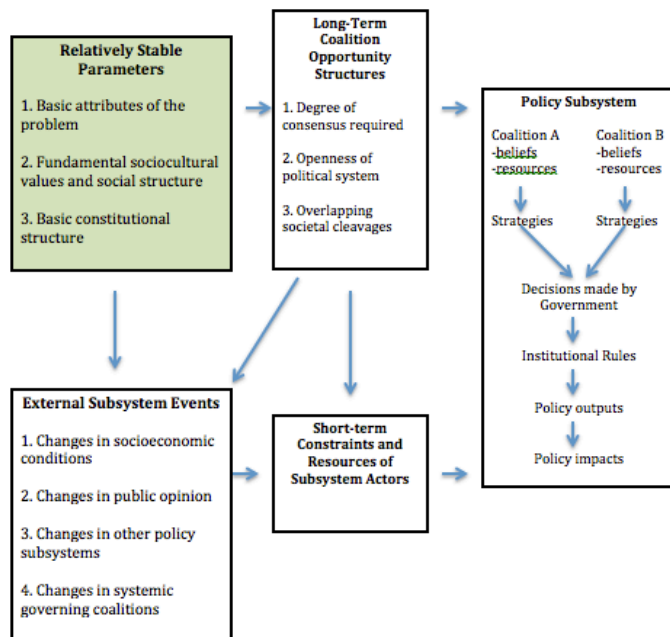 Relatively Stable
Parameters
1. Basic attributes of the
problem
2. Fundamental sociocultural
values and social structure
3. Basic constitutional
structure
Long-Term
Coalition
Opportunity
Structures
1. Degree of
consensus required
2. Openness of
political system
3. Overlapping
societal cleavages
Policy Subsystem
Coalition A
-beliefs
-resources
Strategies
Coalition B
-beliefs
-resources
Strategies
Decisions made by
Government
Institutional Rules
Policy outputs
Policy impacts
External Subsystem Events
1. Changes in socioeconomic
conditions
2. Changes in public opinion
3. Changes in other policy
subsystems
4. Changes in systemic
governing coalitions
Short-term
Constraints and
Resources of
Subsystem Actors